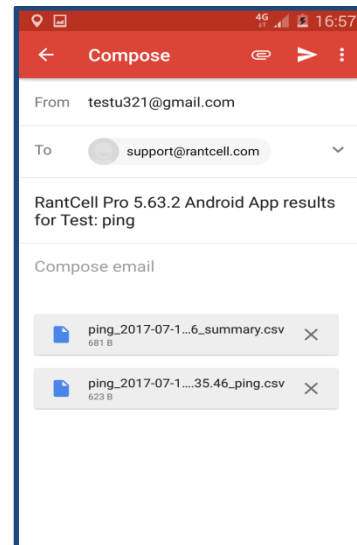 4G 16:57
Compose
From testu321@gmail.com
To support@rantcell.com
RantCell Pro 5.63.2 Android App results
for Test: ping
Compose email
ping_2017-07-1...6_summary.csv
681 B
ping_2017-07-1....35.46_ping.csv
623 B